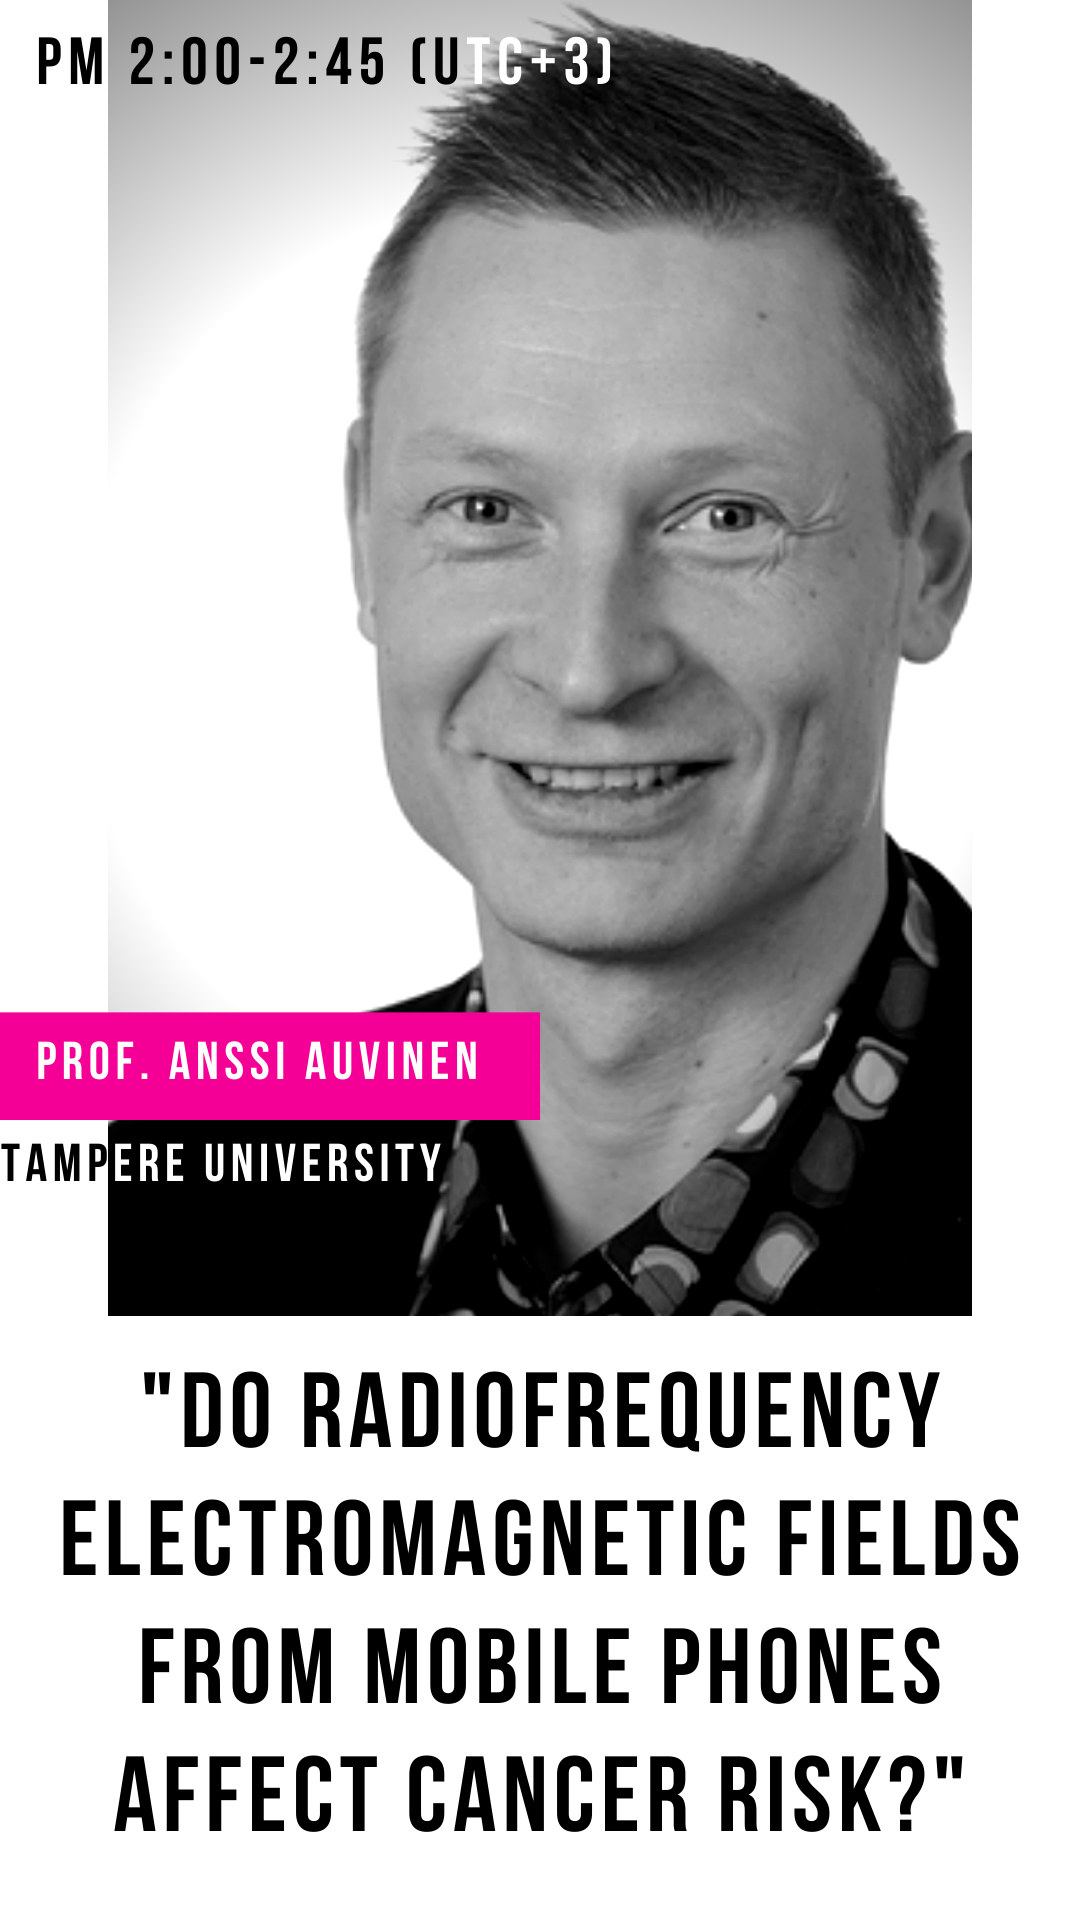 PM 2:00-2:45 (UTC+3)
PROF. ANSSI AUVINEN
TAMPERE UNIVERSITY
"DO RADIOFREQUENCY
ELECTROMAGNETIC FIELDS
FROM MOBILE PHONES
AFFECT CANCER RISK?"